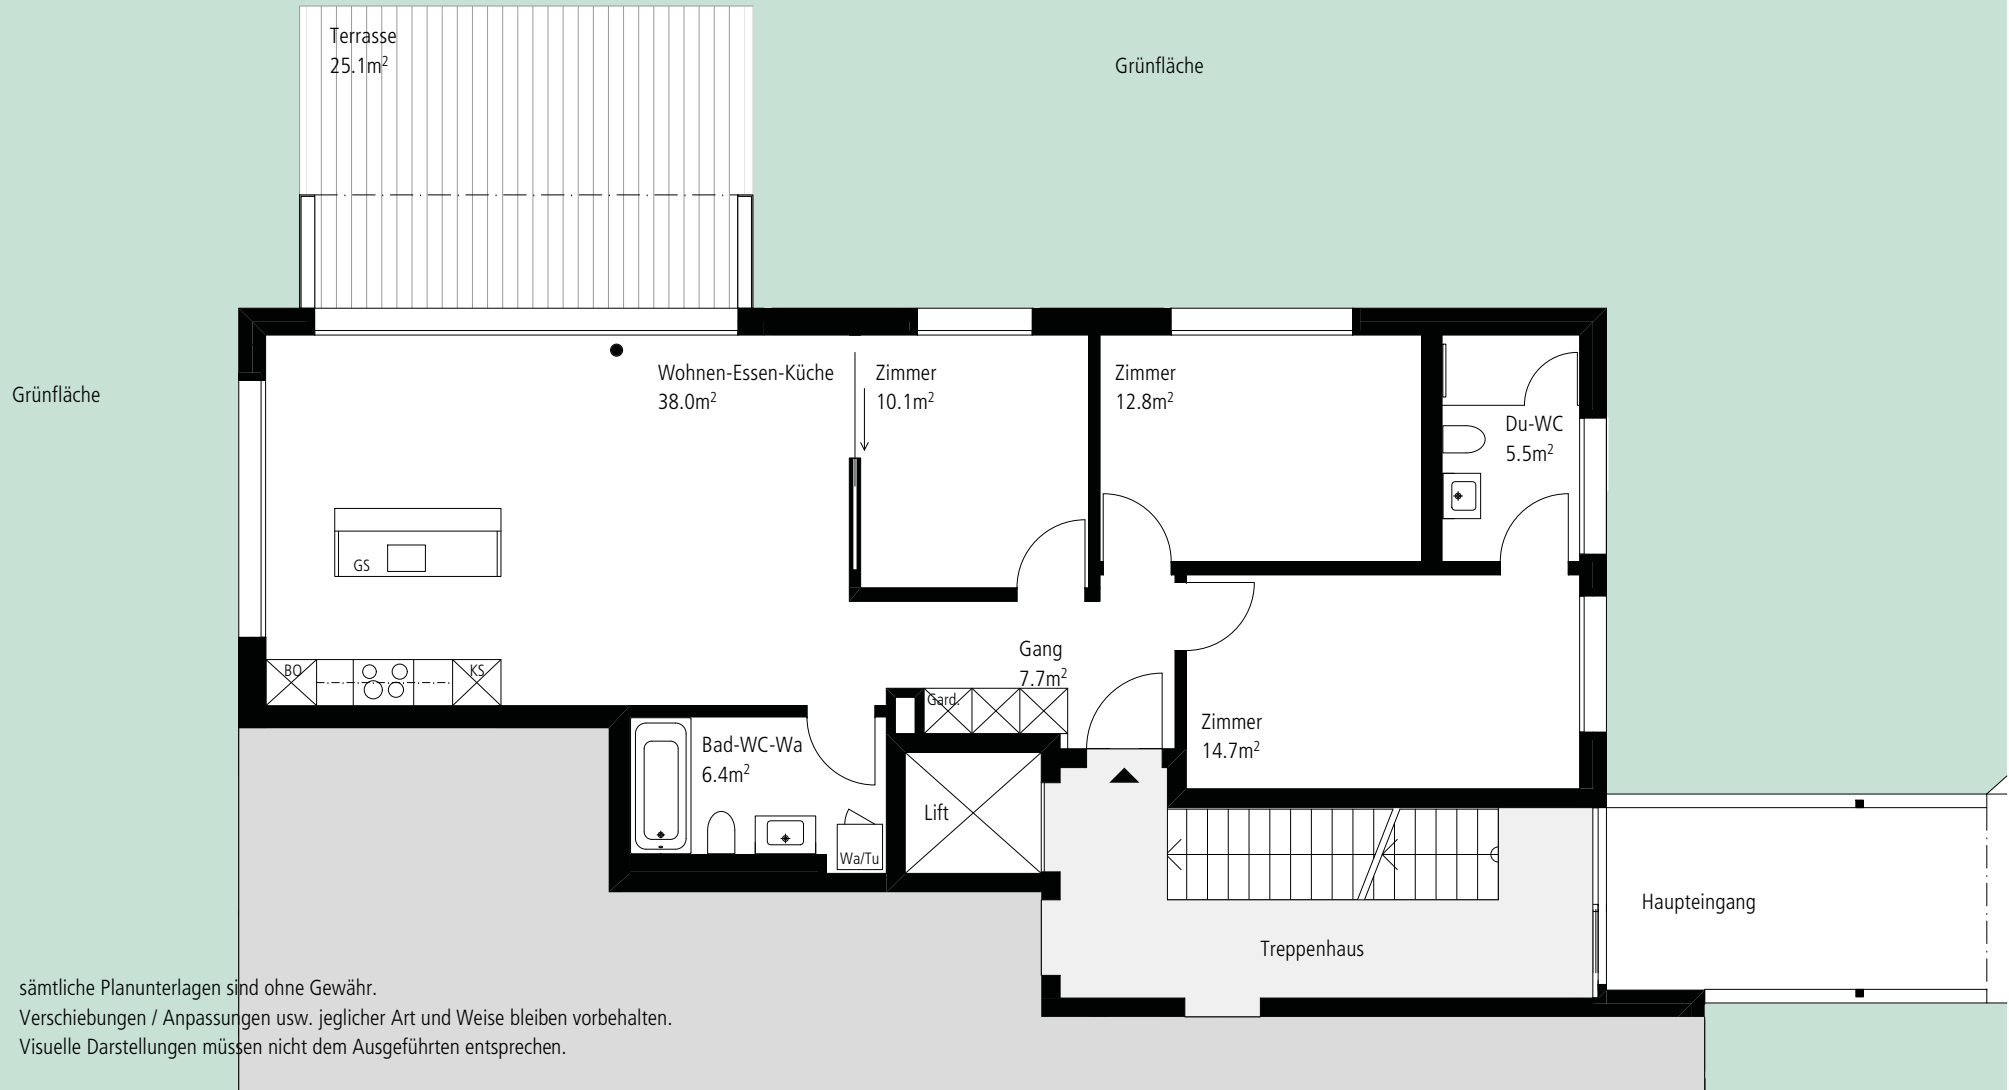 Terrasse
25.1m²
Grünfläche
Wohnen-Essen-Küche
38.0m²
Zimmer
10.1m²
Zimmer
12.8m²
Grünfläche
Du-WC
5.5m²
GS
Gang
7.7m²
BO
KS
Gard.
Zimmer
14.7m²
Bad-WC-Wa
6.4m²
Lift
Wa/Tu
Haupteingang
Treppenhaus
sämtliche Planunterlagen sind ohne Gewähr.
Verschiebungen / Anpassungen usw. jeglicher Art und Weise bleiben vorbehalten.
Visuelle Darstellungen müssen nicht dem Ausgeführten entsprechen.